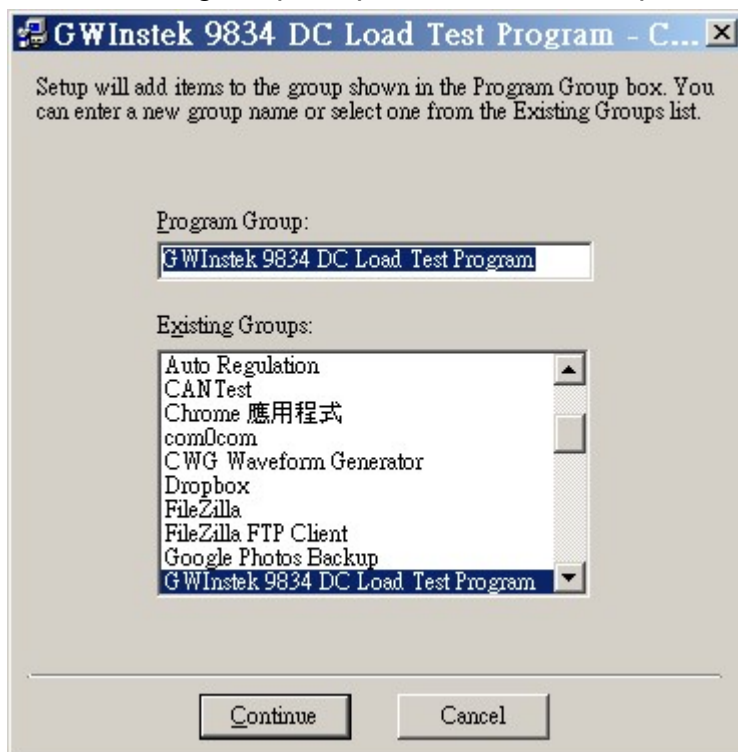 GWInstek 9834 DC Load Test Program - C...
Setup will add items to the group shown in the Program Group box. You
can enter a new group name or select one from the Existing Groups list.
Program Group:
GWInstek 9834 DC Load Test Program
Existing Groups:
Auto Regulation
CANTest
Chrome 應用程式
com0com
CWG Waveform Generator
Dropbox
FileZilla
FileZilla FTP Client
Google Photos Backup
GWInstek 9834 DC Load Test Program
Continue
Cancel